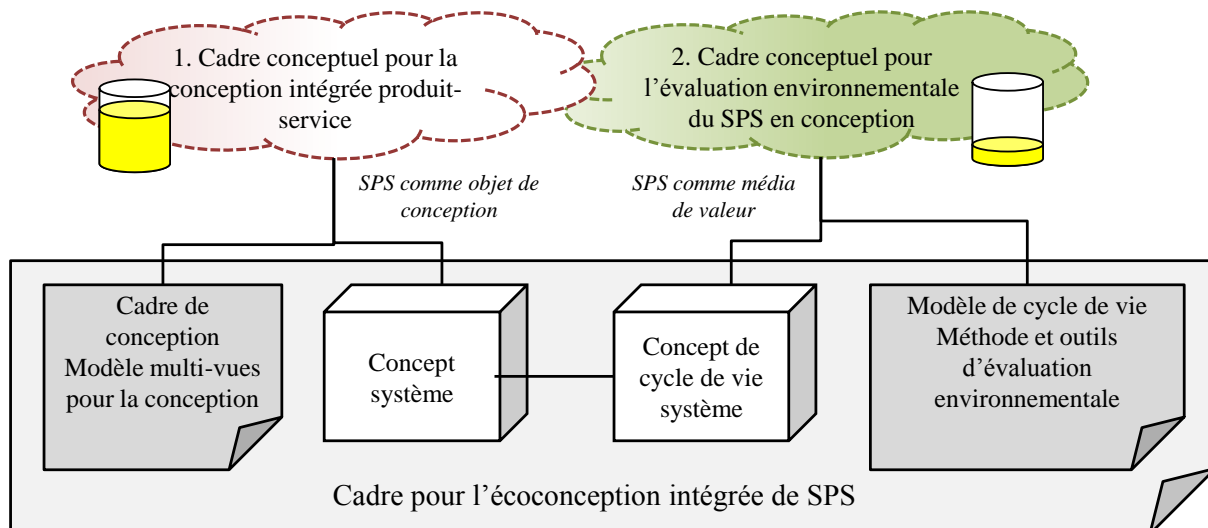 1. Cadre conceptuel pour la
conception intégrée produit-
service
2. Cadre conceptuel pour
l’évaluation environnementale
du SPS en conception
SPS comme objet de
conception
SPS comme média
de valeur
Cadre de
conception
Modèle multi-vues
pour la conception
Concept
système
Concept de
cycle de vie
système
Modèle de cycle de vie
Méthode et outils
d’évaluation
environnementale
Cadre pour l’écoconception intégrée de SPS